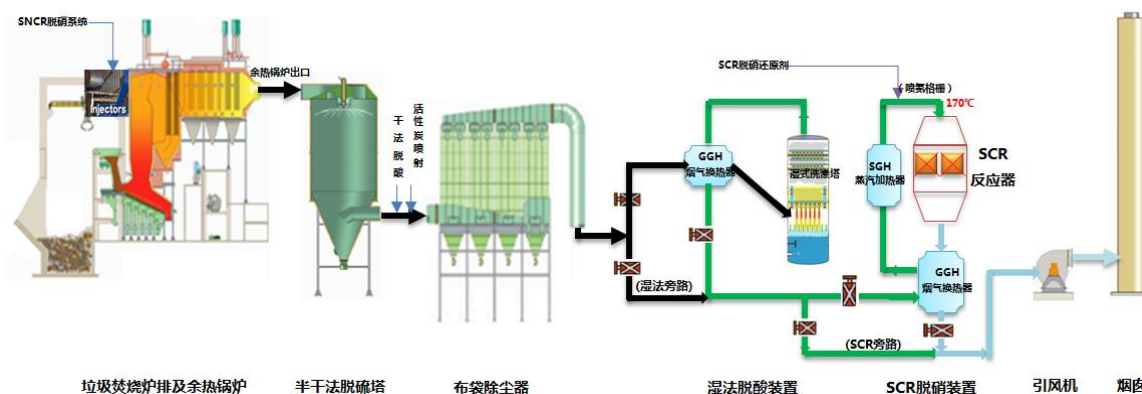 SNCR脱硝系统
Injectors
余热锅炉出口
干法脱酸
活性炭喷射
GGH
烟气换热器
湿式洗涤塔
(湿法旁路)
SCR脱硝还原剂
(喷氨格栅)
170℃
SGH
蒸汽加热器
SCR
反应器
GGH
烟气换热器
(SCR旁路)
垃圾焚烧炉排及余热锅炉
半干法脱硫塔
布袋除尘器
湿法脱酸装置
SCR脱硝装置
引风机
烟囱